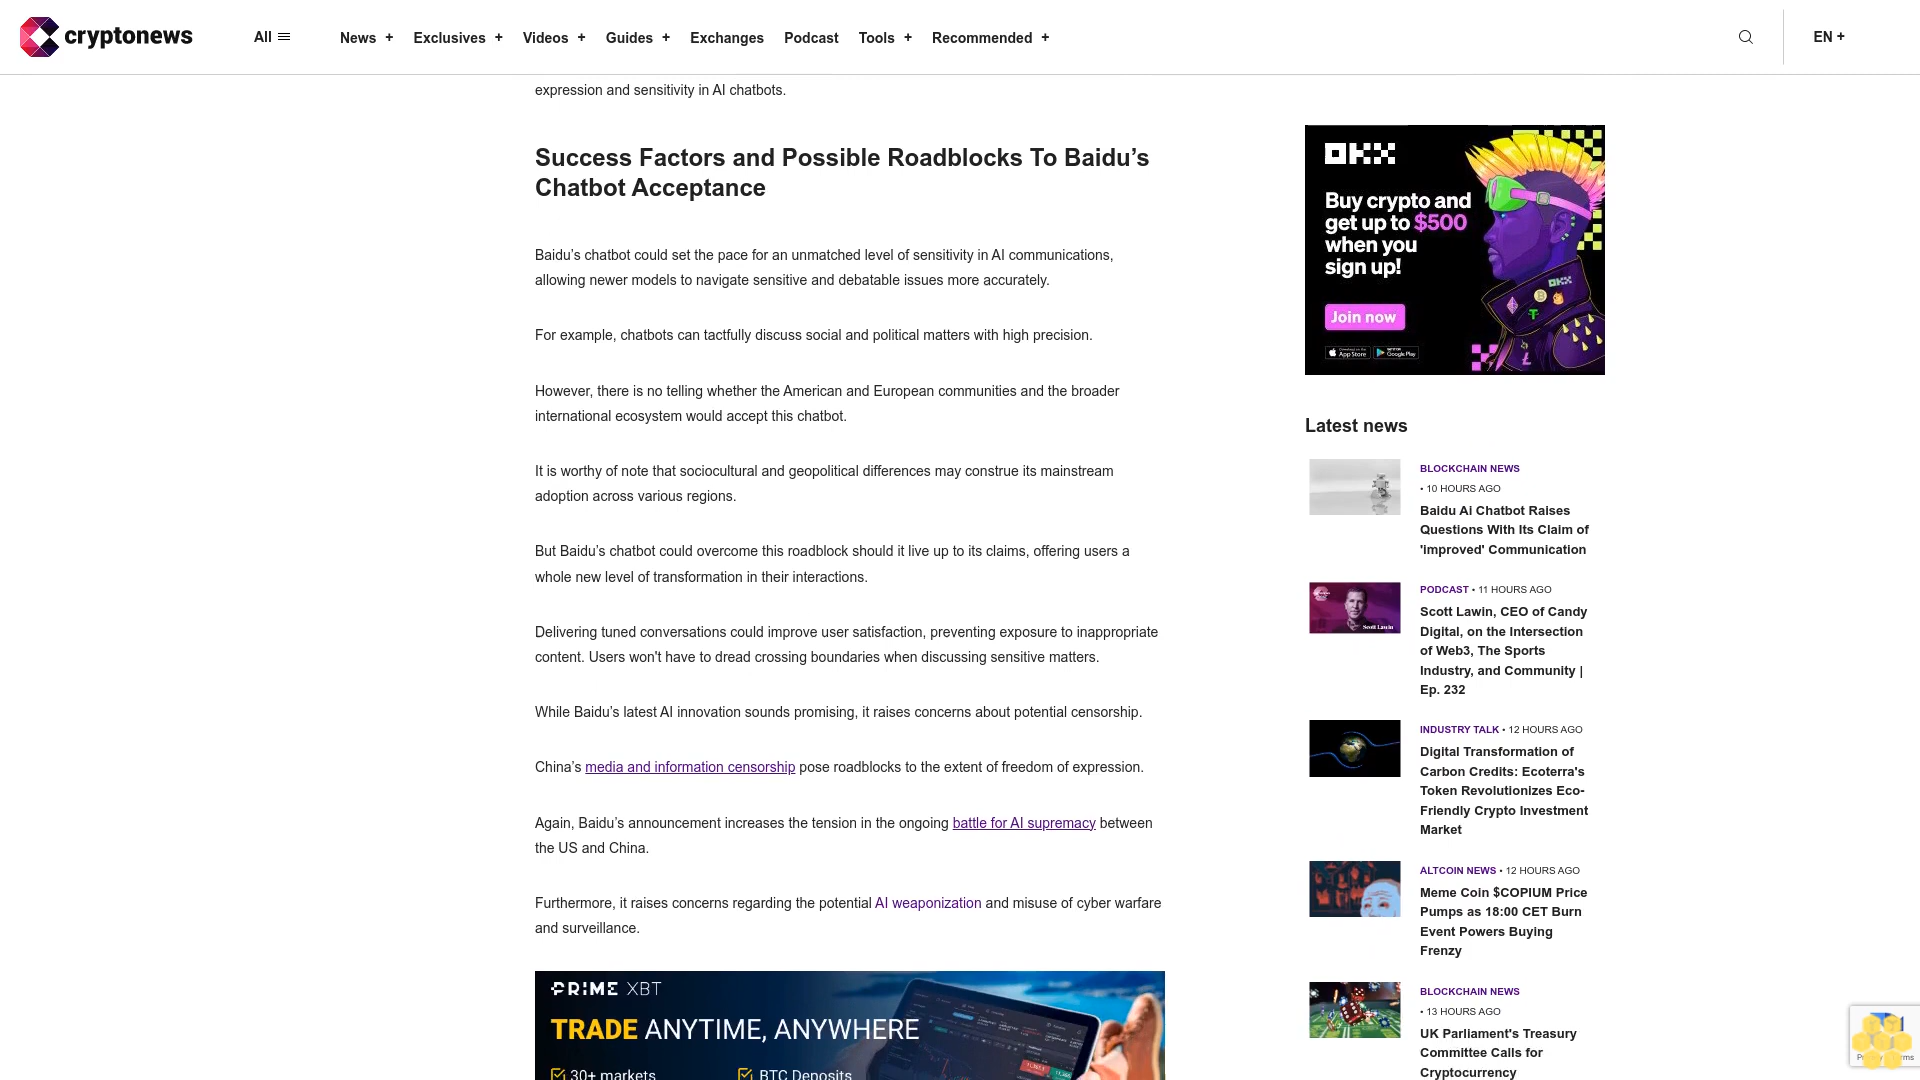 cryptonews
All
News +
Exclusives +
Videos +
Guides +
Exchanges
Podcast
Tools +
Recommended +
EN +
expression and sensitivity in AI chatbots.
Success Factors and Possible Roadblocks To Baidu’s
Chatbot Acceptance
Baidu’s chatbot could set the pace for an unmatched level of sensitivity in AI communications,
allowing newer models to navigate sensitive and debatable issues more accurately.
For example, chatbots can tactfully discuss social and political matters with high precision.
However, there is no telling whether the American and European communities and the broader
international ecosystem would accept this chatbot.
It is worthy of note that sociocultural and geopolitical differences may construe its mainstream
adoption across various regions.
But Baidu’s chatbot could overcome this roadblock should it live up to its claims, offering users a
whole new level of transformation in their interactions.
Delivering tuned conversations could improve user satisfaction, preventing exposure to inappropriate
content. Users won't have to dread crossing boundaries when discussing sensitive matters.
While Baidu’s latest AI innovation sounds promising, it raises concerns about potential censorship.
China’s media and information censorship pose roadblocks to the extent of freedom of expression.
Again, Baidu’s announcement increases the tension in the ongoing battle for AI supremacy between
the US and China.
Furthermore, it raises concerns regarding the potential AI weaponization and misuse of cyber warfare
and surveillance.
PRIME XBT
TRADE ANYTIME, ANYWHERE
30+ markets
BTC Deposits
OKX
Buy crypto and
get up to $500
when you
sign up!
Join now
App Store
Google Play
Latest news
BLOCKCHAIN NEWS
• 10 HOURS AGO
Baidu Ai Chatbot Raises
Questions With Its Claim of
'improved' Communication
Scott Lawin
PODCAST • 11 HOURS AGO
Scott Lawin, CEO of Candy
Digital, on the Intersection
of Web3, The Sports
Industry, and Community |
Ep. 232
INDUSTRY TALK • 12 HOURS AGO
Digital Transformation of
Carbon Credits: Ecoterra's
Token Revolutionizes Eco-
Friendly Crypto Investment
Market
ALTCOIN NEWS • 12 HOURS AGO
Meme Coin $COPIUM Price
Pumps as 18:00 CET Burn
Event Powers Buying
Frenzy
BLOCKCHAIN NEWS
• 13 HOURS AGO
UK Parliament's Treasury
Committee Calls for
Cryptocurrency